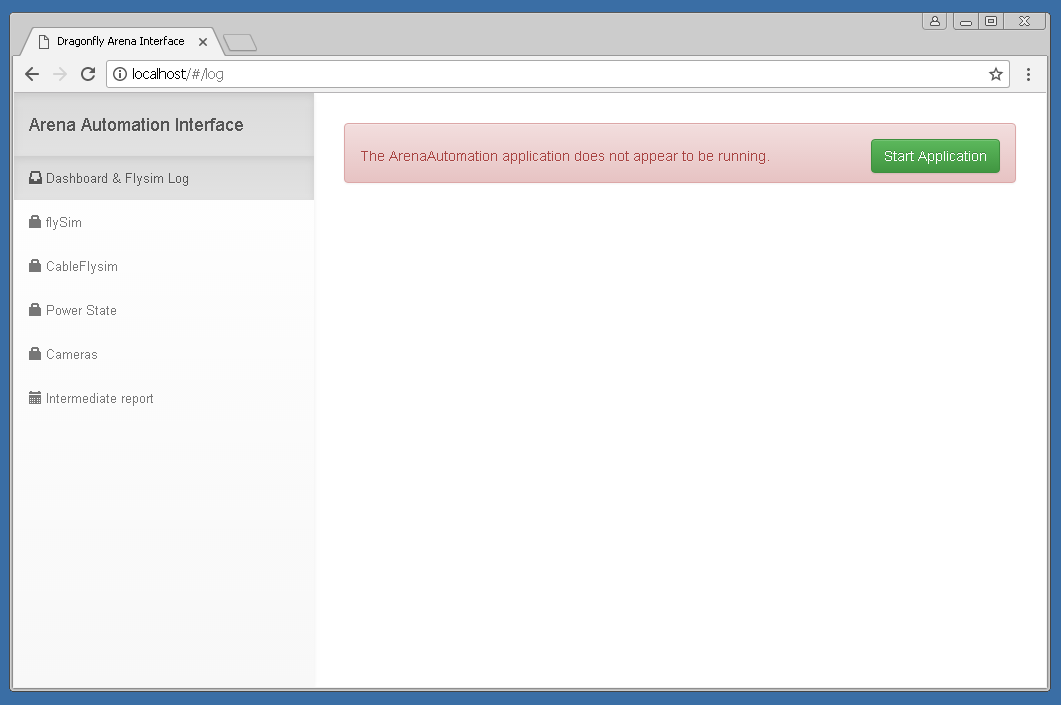 Dragonfly Arena Interface
localhost/#/log
Arena Automation Interface
Dashboard & Flysim Log
flySim
CableFlysim
Power State
Cameras
Intermediate report
The ArenaAutomation application does not appear to be running.
Start Application